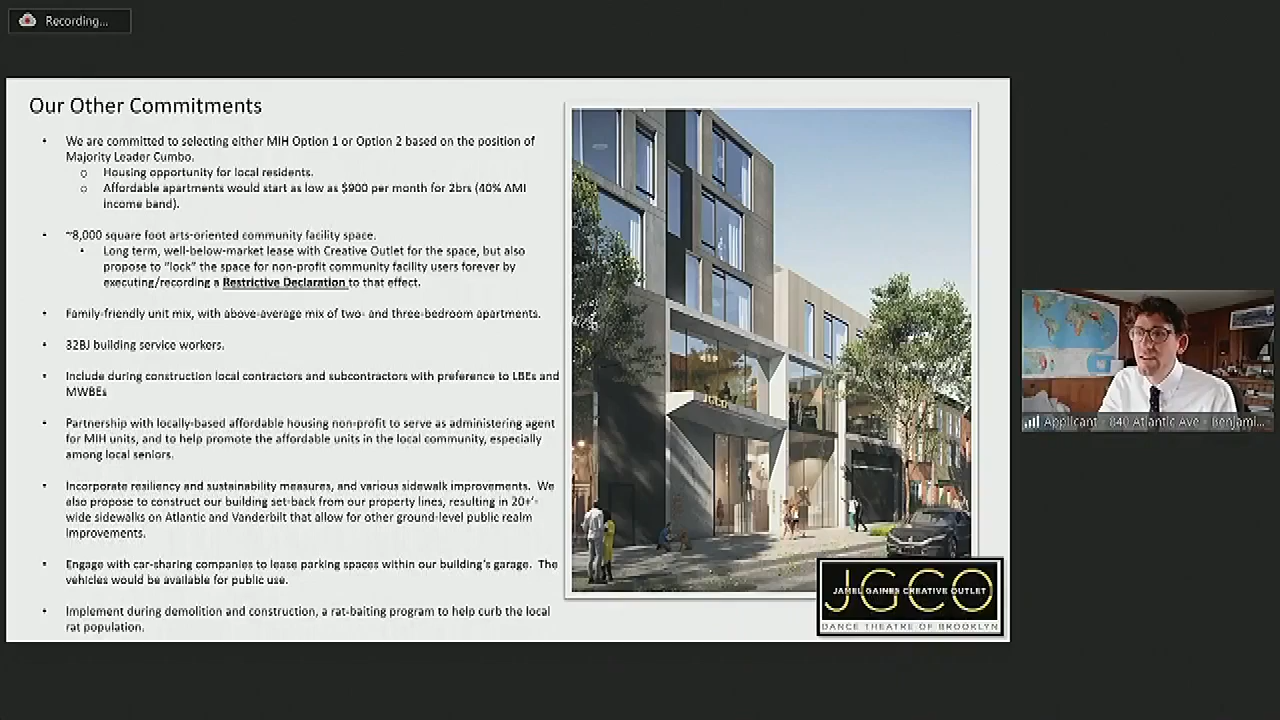 Recording...
Our Other Commitments
• We are committed to selecting either MIH Option 1 or Option 2 based on the position of
Majority Leader Cumbo.
o Housing opportunity for local residents.
o Affordable apartments would start as low as $900 per month for 2brs (40% AMI
income band).
• ~8,000 square foot arts-oriented community facility space.
• Long term, well-below-market lease with Creative Outlet for the space, but also
propose to "lock" the space for non-profit community facility users forever by
executing/recording a Restrictive Declaration to that effect.
• Family-friendly unit mix, with above-average mix of two- and three-bedroom apartments.
• 32BJ building service workers.
• Include during construction local contractors and subcontractors with preference to LBEs and
MWBEs
• Partnership with locally-based affordable housing non-profit to serve as administering agent
for MIH units, and to help promote the affordable units in the local community, especially
among local seniors.
• Incorporate resiliency and sustainability measures, and various sidewalk improvements. We
also propose to construct our building set-back from our property lines, resulting in 20+'-
wide sidewalks on Atlantic and Vanderbilt that allow for other ground-level public realm
improvements.
• Engage with car-sharing companies to lease parking spaces within our building's garage. The
vehicles would be available for public use.
• Implement during demolition and construction, a rat-baiting program to help curb the local
rat population.
JGCO
JGCO
JAMEL GAINES CREATIVE OUTLET
DANCE THEATRE OF BROOKLYN
Applicant - 840 Atlantic Ave - Benjami...